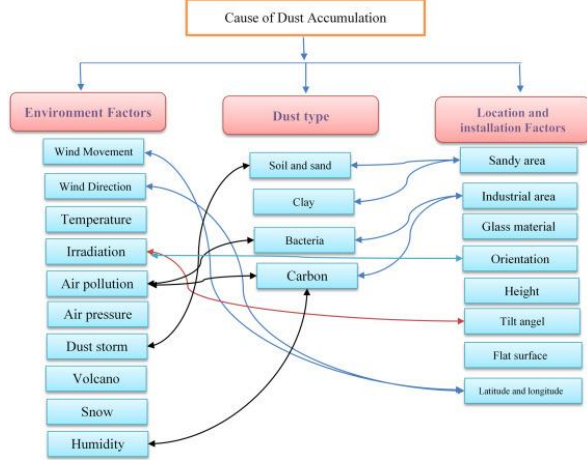 Cause of Dust Accumulation
Environment Factors
Wind Movement
Wind Direction
Temperature
Irradiation
Air pollution
Air pressure
Dust storm
Volcano
Snow
Humidity
Dust type
Soil and sand
Clay
Bacteria
Carbon
Location and
installation Factors
Sandy area
Industrial area
Glass material
Orientation
Height
Tilt angel
Flat surface
Latitude and longitude